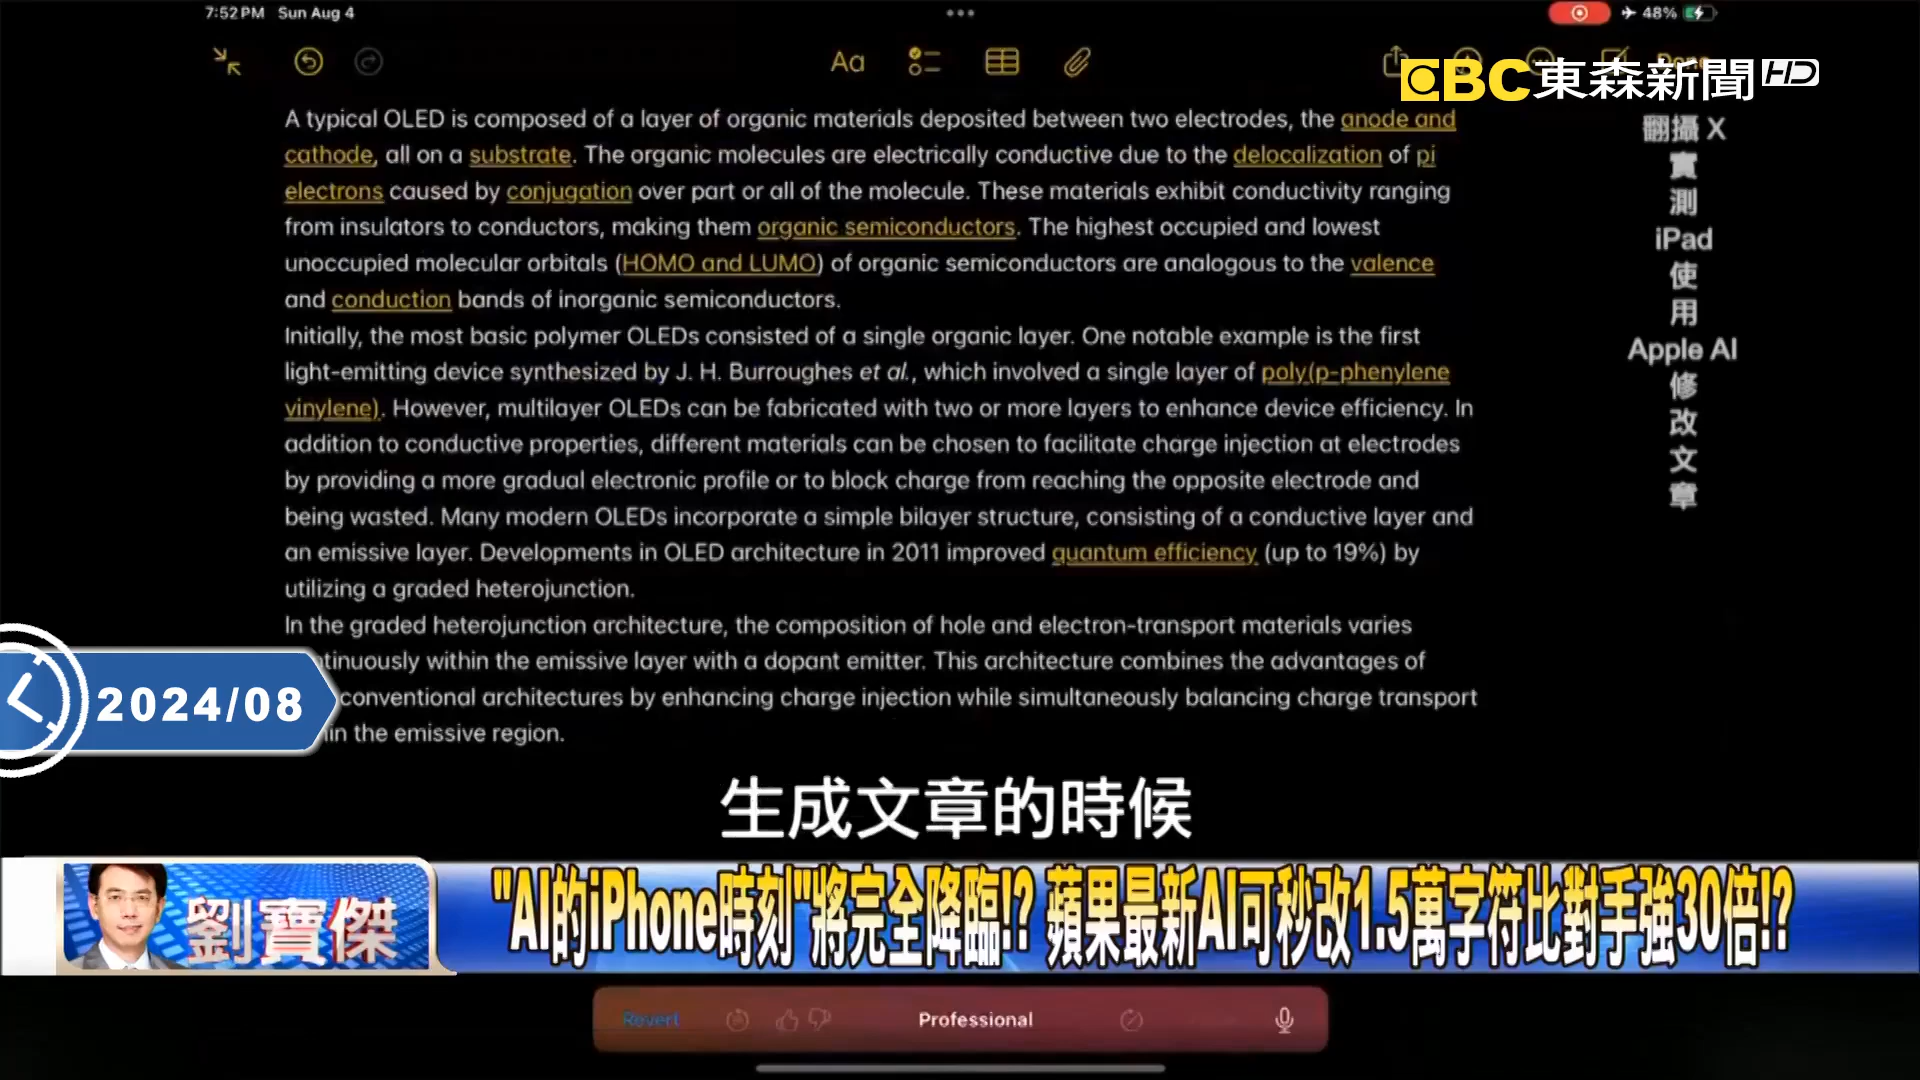 7:52 PM Sun Aug 4
48%
Aa
EBC東森新聞HD
A typical OLED is composed of a layer of organic materials deposited between two electrodes, the anode and
cathode, all on a substrate. The organic molecules are electrically conductive due to the delocalization of pi
electrons caused by conjugation over part or all of the molecule. These materials exhibit conductivity ranging
from insulators to conductors, making them organic semiconductors. The highest occupied and lowest
unoccupied molecular orbitals (HOMO and LUMO) of organic semiconductors are analogous to the valence
and conduction bands of inorganic semiconductors.
Initially, the most basic polymer OLEDs consisted of a single organic layer. One notable example is the first
light-emitting device synthesized by J. H. Burroughes et al., which involved a single layer of poly(p-phenylene
vinylene). However, multilayer OLEDs can be fabricated with two or more layers to enhance device efficiency. In
addition to conductive properties, different materials can be chosen to facilitate charge injection at electrodes
by providing a more gradual electronic profile or to block charge from reaching the opposite electrode and
being wasted. Many modern OLEDs incorporate a simple bilayer structure, consisting of a conductive layer and
an emissive layer. Developments in OLED architecture in 2011 improved quantum efficiency (up to 19%) by
utilizing a graded heterojunction.
In the graded heterojunction architecture, the composition of hole and electron-transport materials varies
within the emissive layer with a dopant emitter. This architecture combines the advantages of
conventional architectures by enhancing charge injection while simultaneously balancing charge transport
the emissive region.
翻攝 X
實
測
iPad
使
用
Apple AI
修
改
文
章
2024/08
生成文章的時候
劉寶傑
"AI的iPhone時刻"將完全降臨!? 蘋果最新AI可秒改1.5萬字符比對手強30倍!?
Revert
Professional